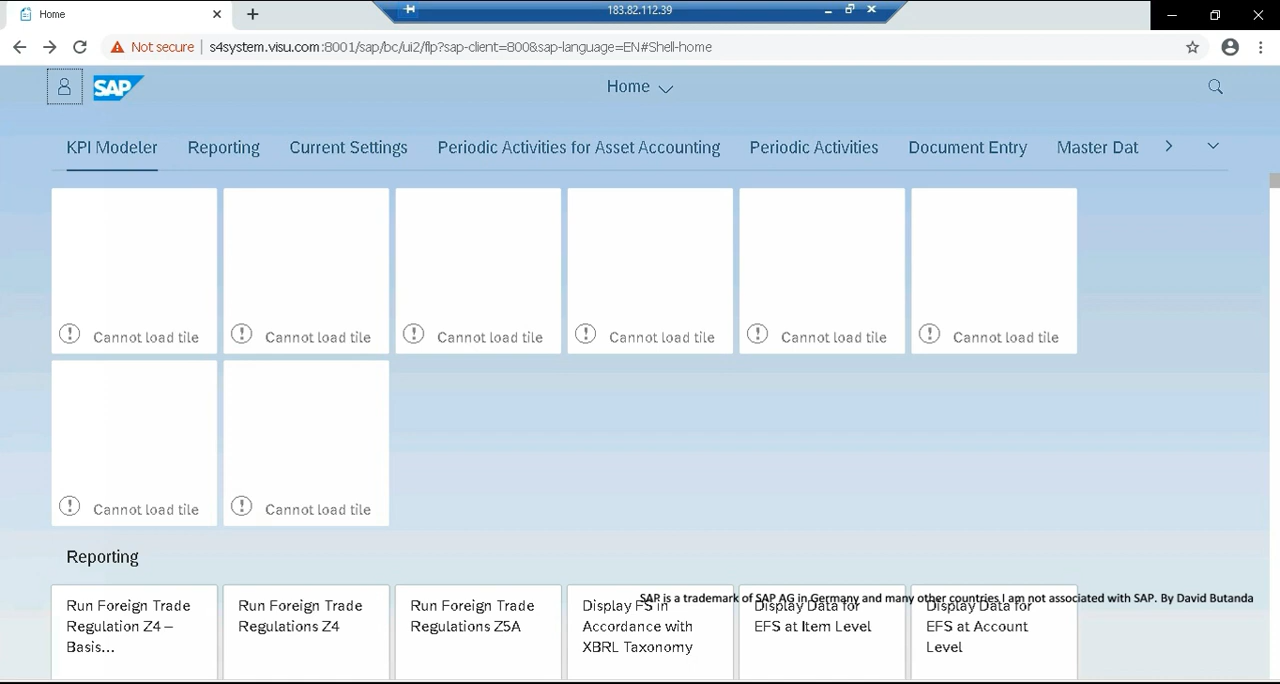 Home
183.82.112.39
Not secure
s4system.visu.com:8001/sap/bc/ui2/flp?sap-client=800&sap-language=EN#Shell-home
SAP
Home
KPI Modeler
Reporting
Current Settings
Periodic Activities for Asset Accounting
Periodic Activities
Document Entry
Master Dat
Cannot load tile
Cannot load tile
Cannot load tile
Cannot load tile
Cannot load tile
Cannot load tile
Cannot load tile
Cannot load tile
Reporting
Run Foreign Trade
Regulation Z4 –
Basis...
Run Foreign Trade
Regulations Z4
Run Foreign Trade
Regulations Z5A
Display FS in
Accordance with
XBRL Taxonomy
Display Data for
EFS at Item Level
Display Data for
EFS at Account
Level
SAP is a trademark of SAP AG in Germany and many other countries I am not associated with SAP. By David Butanda